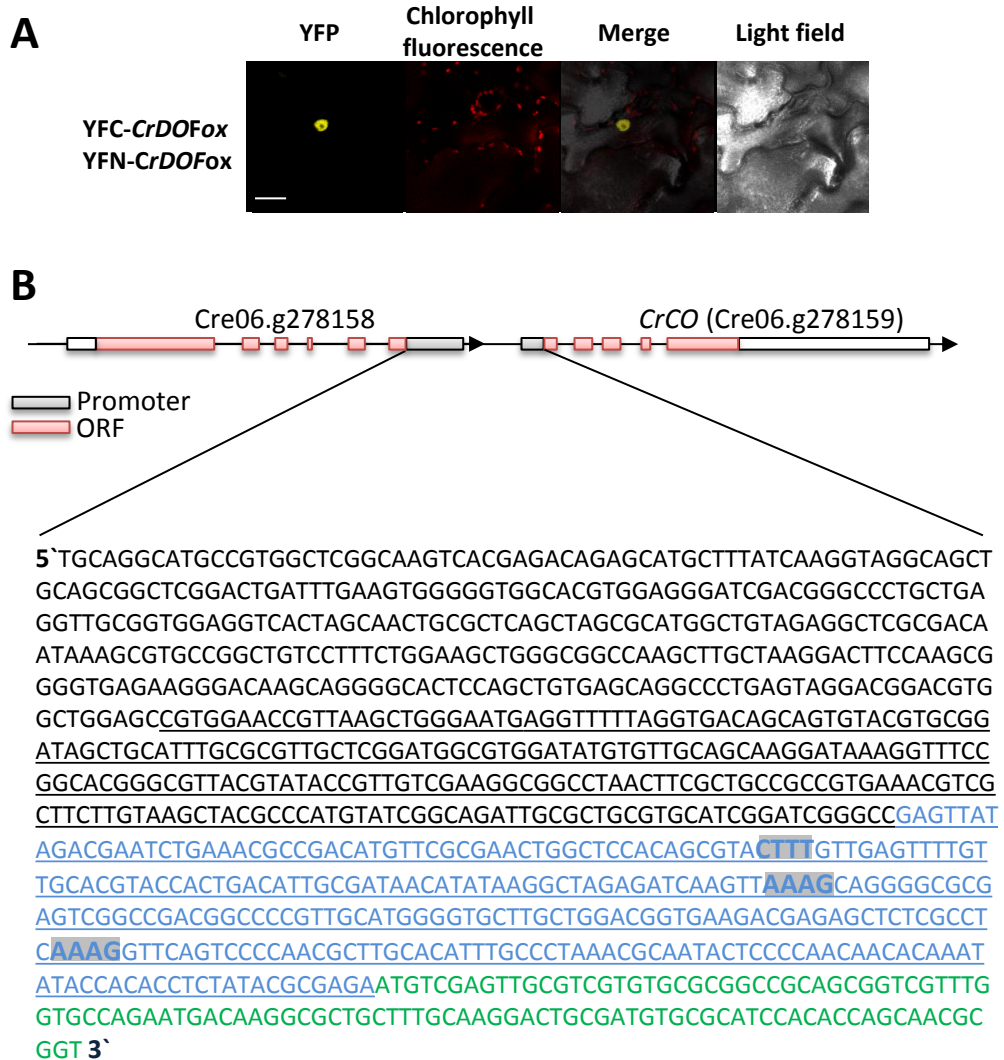 A
YFP
Chlorophyll
fluorescence
Merge
Light field
YFC-CrDOFox
YFN-CrDOFox
B
Cre06.g278158
CrCO (Cre06.g278159)
Promoter
ORF
5`TGCAGGCATGCCGTGGCTCGGCAAGTCACGAGACAGAGCATGCTTTATCAAGGTAGGCAGCT
GCAGCGGCTCGGACTGATTTGAAGTGGGGGTGGCACGTGGAGGGATCGACGGGCCCTGCTGA
GGTTGCGGTGGAGGTCACTAGCAACTGCGCTCAGCTAGCGCATGGCTGTAGAGGCTCGCGACA
ATAAAGCGTGCCGGCTGTCCTTTCTGGAAGCTGGGCGGCCAAGCTTGCTAAGGACTTCCAAGCG
GGGTGAGAAGGGACAAGCAGGGGCACTCCAGCTGTGAGCAGGCCCTGAGTAGGACGGACGTG
GCTGGAGCCGTGGAACCGTTAAGCTGGGAATGAGGTTTTTAGGTGACAGCAGTGTACGTGCGG
ATAGCTGCATTTGCGCGTTGCTCGGATGGCGTGGATATGTGTTGCAGCAAGGATAAAGGTTTCC
GGCACGGGCGTTACGTATACCGTTGTCGAAGGCGGCCTAACTTCGCTGCCGCCGTGAAACGTCG
CTTCTTGTAAGCTACGCCCATGTATCGGCAGATTGCGCTGCGTGCATCGGATCGGGCCGAGTTAT
AGACGAATCTGAAACGCCGACATGTTCGCGAACTGGCTCCACAGCGTACTTTGTTGAGTTTTGT
TGCACGTACCACTGACATTGCGATAACATATAAGGCTAGAGATCAAGTTAAAGCAGGGGCGCG
AGTCGGCCGACGGCCCCGTTGCATGGGGTGCTTGCTGGACGGTGAAGACGAGAGCTCTCGCCT
CAAAGGTTCAGTCCCCAACGCTTGCACATTTGCCCTAAACGCAATACTCCCCAACAACACAAAT
ATACCACACCTCTATACGCGAGAATGTCGAGTTGCGTCGTGTGCGCGGCCGCAGCGGTCGTTTG
GTGCCAGAATGACAAGGCGCTGCTTTGCAAGGACTGCGATGTGCGCATCCACACCAGCAACGC
GGT 3`